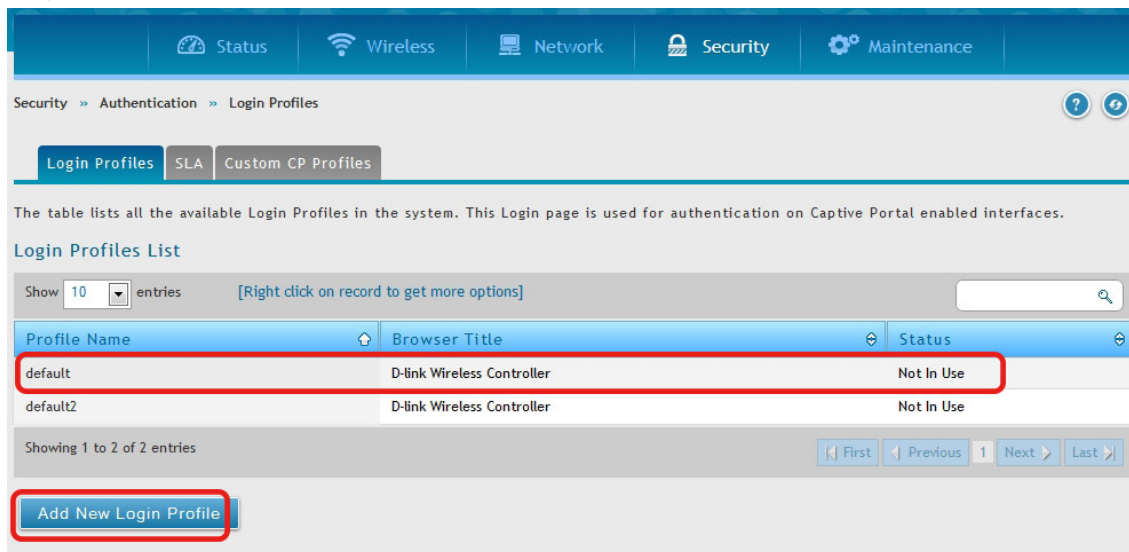 Status Wireless Network Security Maintenance
Security » Authentication » Login Profiles
Login Profiles SLA Custom CP Profiles
The table lists all the available Login Profiles in the system. This Login page is used for authentication on Captive Portal enabled interfaces.
Login Profiles List
Show 10 entries [Right click on record to get more options]
Profile Name Browser Title Status
default D-link Wireless Controller Not In Use
default2 D-link Wireless Controller Not In Use
Showing 1 to 2 of 2 entries First Previous 1 Next Last
Add New Login Profile